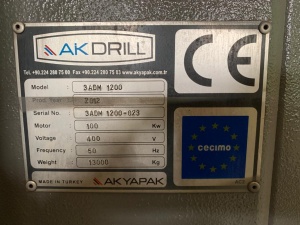 AKDRILL
CE
Tel.+90.224 280 75 00 Fax.+90.224 280 75 01 www.akyapak.com.tr
Model : 3ADM 1200
: 2012
Serial No. : 3ADM 1200-023
Motor : 100 Kw
Voltage : 400 V
Frequency : 50 Hz
Weight : 13000 Kg
cecimo
MADE IN TURKEY AKYAPAK